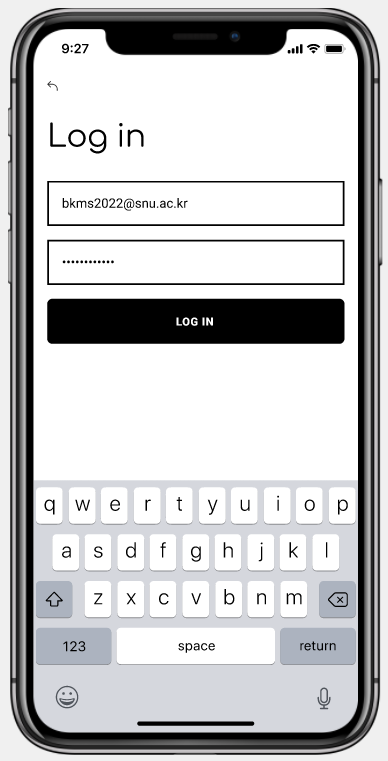 9:27
Log in
bkms2022@snu.ac.kr
••••••••••••
LOG IN
q w e r t y u i o p
a s d f g h j k l
z x c v b n m
123 space return